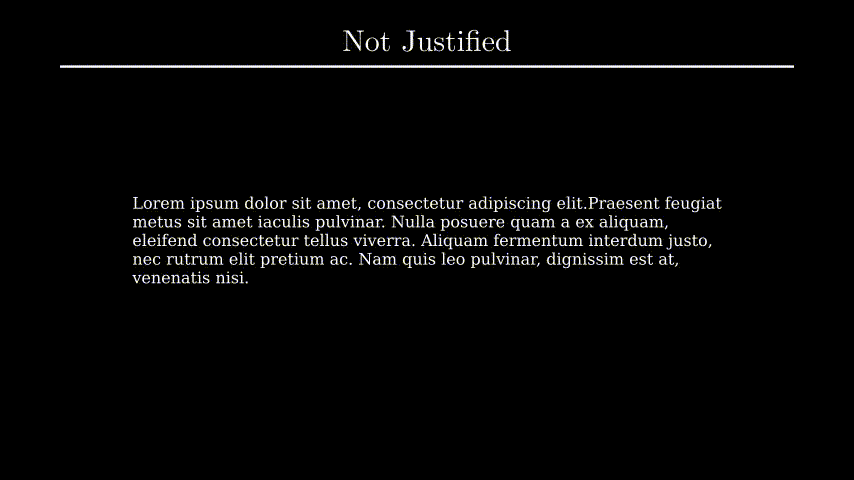 Not Justified
Lorem ipsum dolor sit amet, consectetur adipiscing elit.Praesent feugiat
metus sit amet iaculis pulvinar. Nulla posuere quam a ex aliquam,
eleifend consectetur tellus viverra. Aliquam fermentum interdum justo,
nec rutrum elit pretium ac. Nam quis leo pulvinar, dignissim est at,
venenatis nisi.